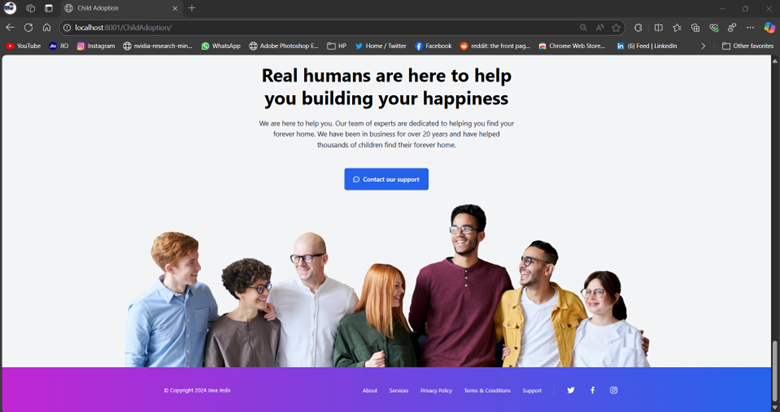 Child Adoption
localhost:8001/ChildAdoption/
YouTube
JIO
Instagram
nvidia-research-min...
WhatsApp
Adobe Photoshop E...
HP
Home / Twitter
Facebook
reddit: the front pag...
Chrome Web Store...
(6) Feed | LinkedIn
Other favorites
Real humans are here to help
you building your happiness
We are here to help you. Our team of experts are dedicated to helping you find your
forever home. We have been in business for over 20 years and have helped
thousands of children find their forever home.
Contact our support
© Copyright 2024 Java Jedis
About Services Privacy Policy Terms & Conditions Support